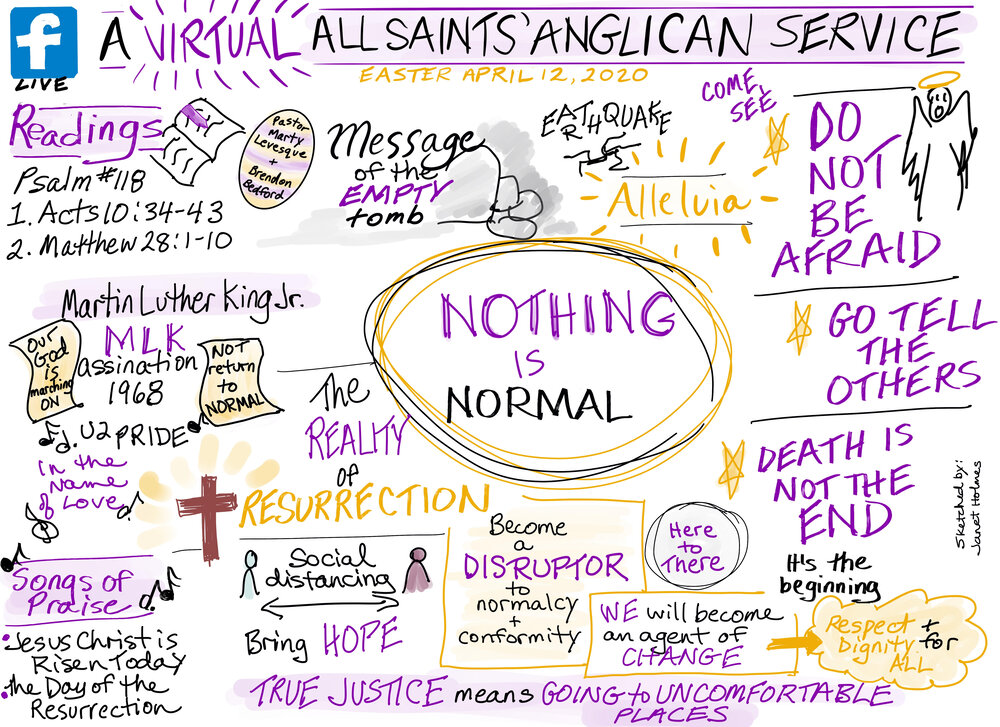 f
LIVE
A VIRTUAL ALL SAINTS' ANGLICAN SERVICE
EASTER APRIL 12, 2020
Readings
Psalm #118
1. Acts 10:34-43
2. Matthew 28:1-10
Pastor
Marty
Levesque
+
Brendon
Bedford
Message
of the
EMPTY
tomb
EARTHQUAKE
Alleluia
COME,
SEE
DO
NOT
BE
AFRAID
GO TELL
THE
OTHERS
DEATH IS
NOT THE
END
It's the
beginning
Sketched by:
Janet Holmes
Martin Luther King Jr.
MLK
assination
1968
OUR
GOD
is
marching
ON
NOT
return
to
NORMAL
U2 PRIDE
in the
Name
of Love
NOTHING
IS
NORMAL
The
REALITY
of
RESURRECTION
Songs of
Praise
Jesus Christ is
Risen Today
the Day of the
Resurrection
Social
distancing
Bring HOPE
Become
a
DISRUPTOR
to
normalcy
+
conformity
Here
to
There
WE will become
an agent of
CHANGE
Respect +
Dignity for
ALL
TRUE JUSTICE means GOING to UNCOMFORTABLE
PLACES